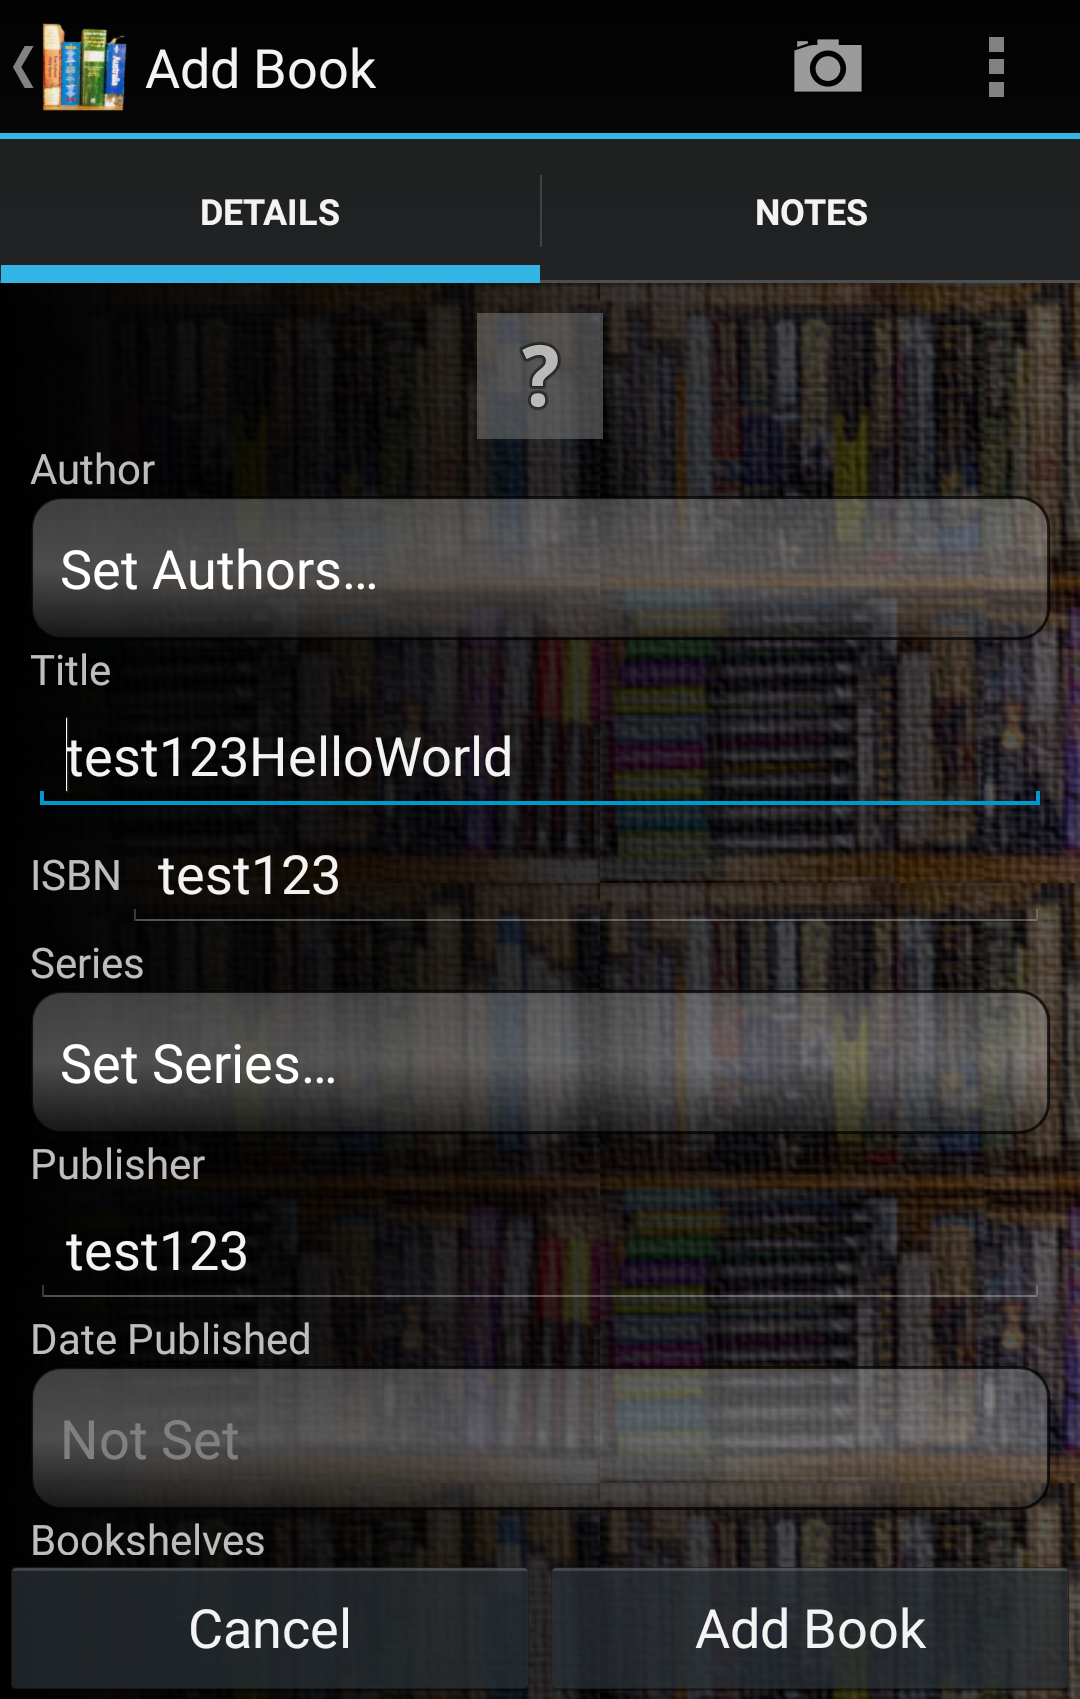 Add Book
DETAILS
NOTES
?
Author
Set Authors...
Title
test123HelloWorld
ISBN test123
Series
Set Series...
Publisher
test123
Date Published
Not Set
Bookshelves
Cancel
Add Book